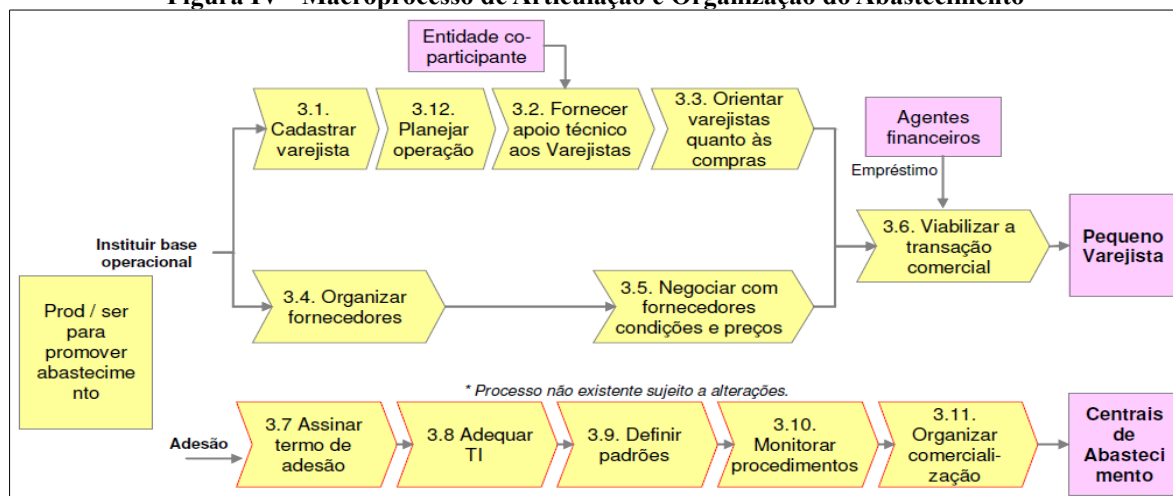 Figura IV - Macroprocesso de Articulação e Organização do Abastecimento
Entidade co-
participante
3.1.
Cadastrar
varejista
3.12.
Planejar
operação
3.2. Fornecer
apoio técnico
aos Varejistas
3.3. Orientar
varejistas
quanto às
compras
Agentes
financeiros
Empréstimo
Instituir base
operacional
3.6. Viabilizar a
transação
comercial
Pequeno
Varejista
3.4. Organizar
fornecedores
3.5. Negociar com
fornecedores
condições e preços
Prod / ser
para
promover
abastecime
nto
* Processo não existente sujeito a alterações.
Adesão
3.7 Assinar
termo de
adesão
3.8 Adequar
TI
3.9. Definir
padrões
3.10.
Monitorar
procedimentos
3.11.
Organizar
comerciali-
zação
Centrais
de
Abasteci
mento